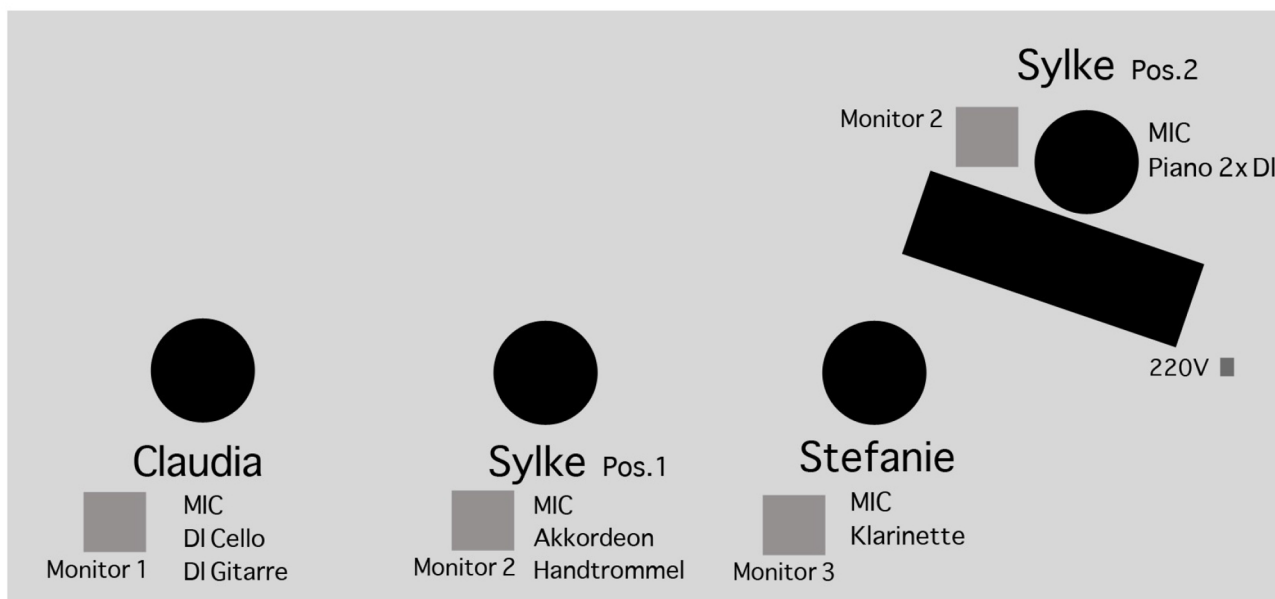 Sylke Pos.2
Monitor 2
MIC
Piano 2x DI
220V
Claudia
MIC
DI Cello
DI Gitarre
Monitor 1
Sylke Pos.1
MIC
Akkordeon
Handtrommel
Monitor 2
Stefanie
MIC
Klarinette
Monitor 3